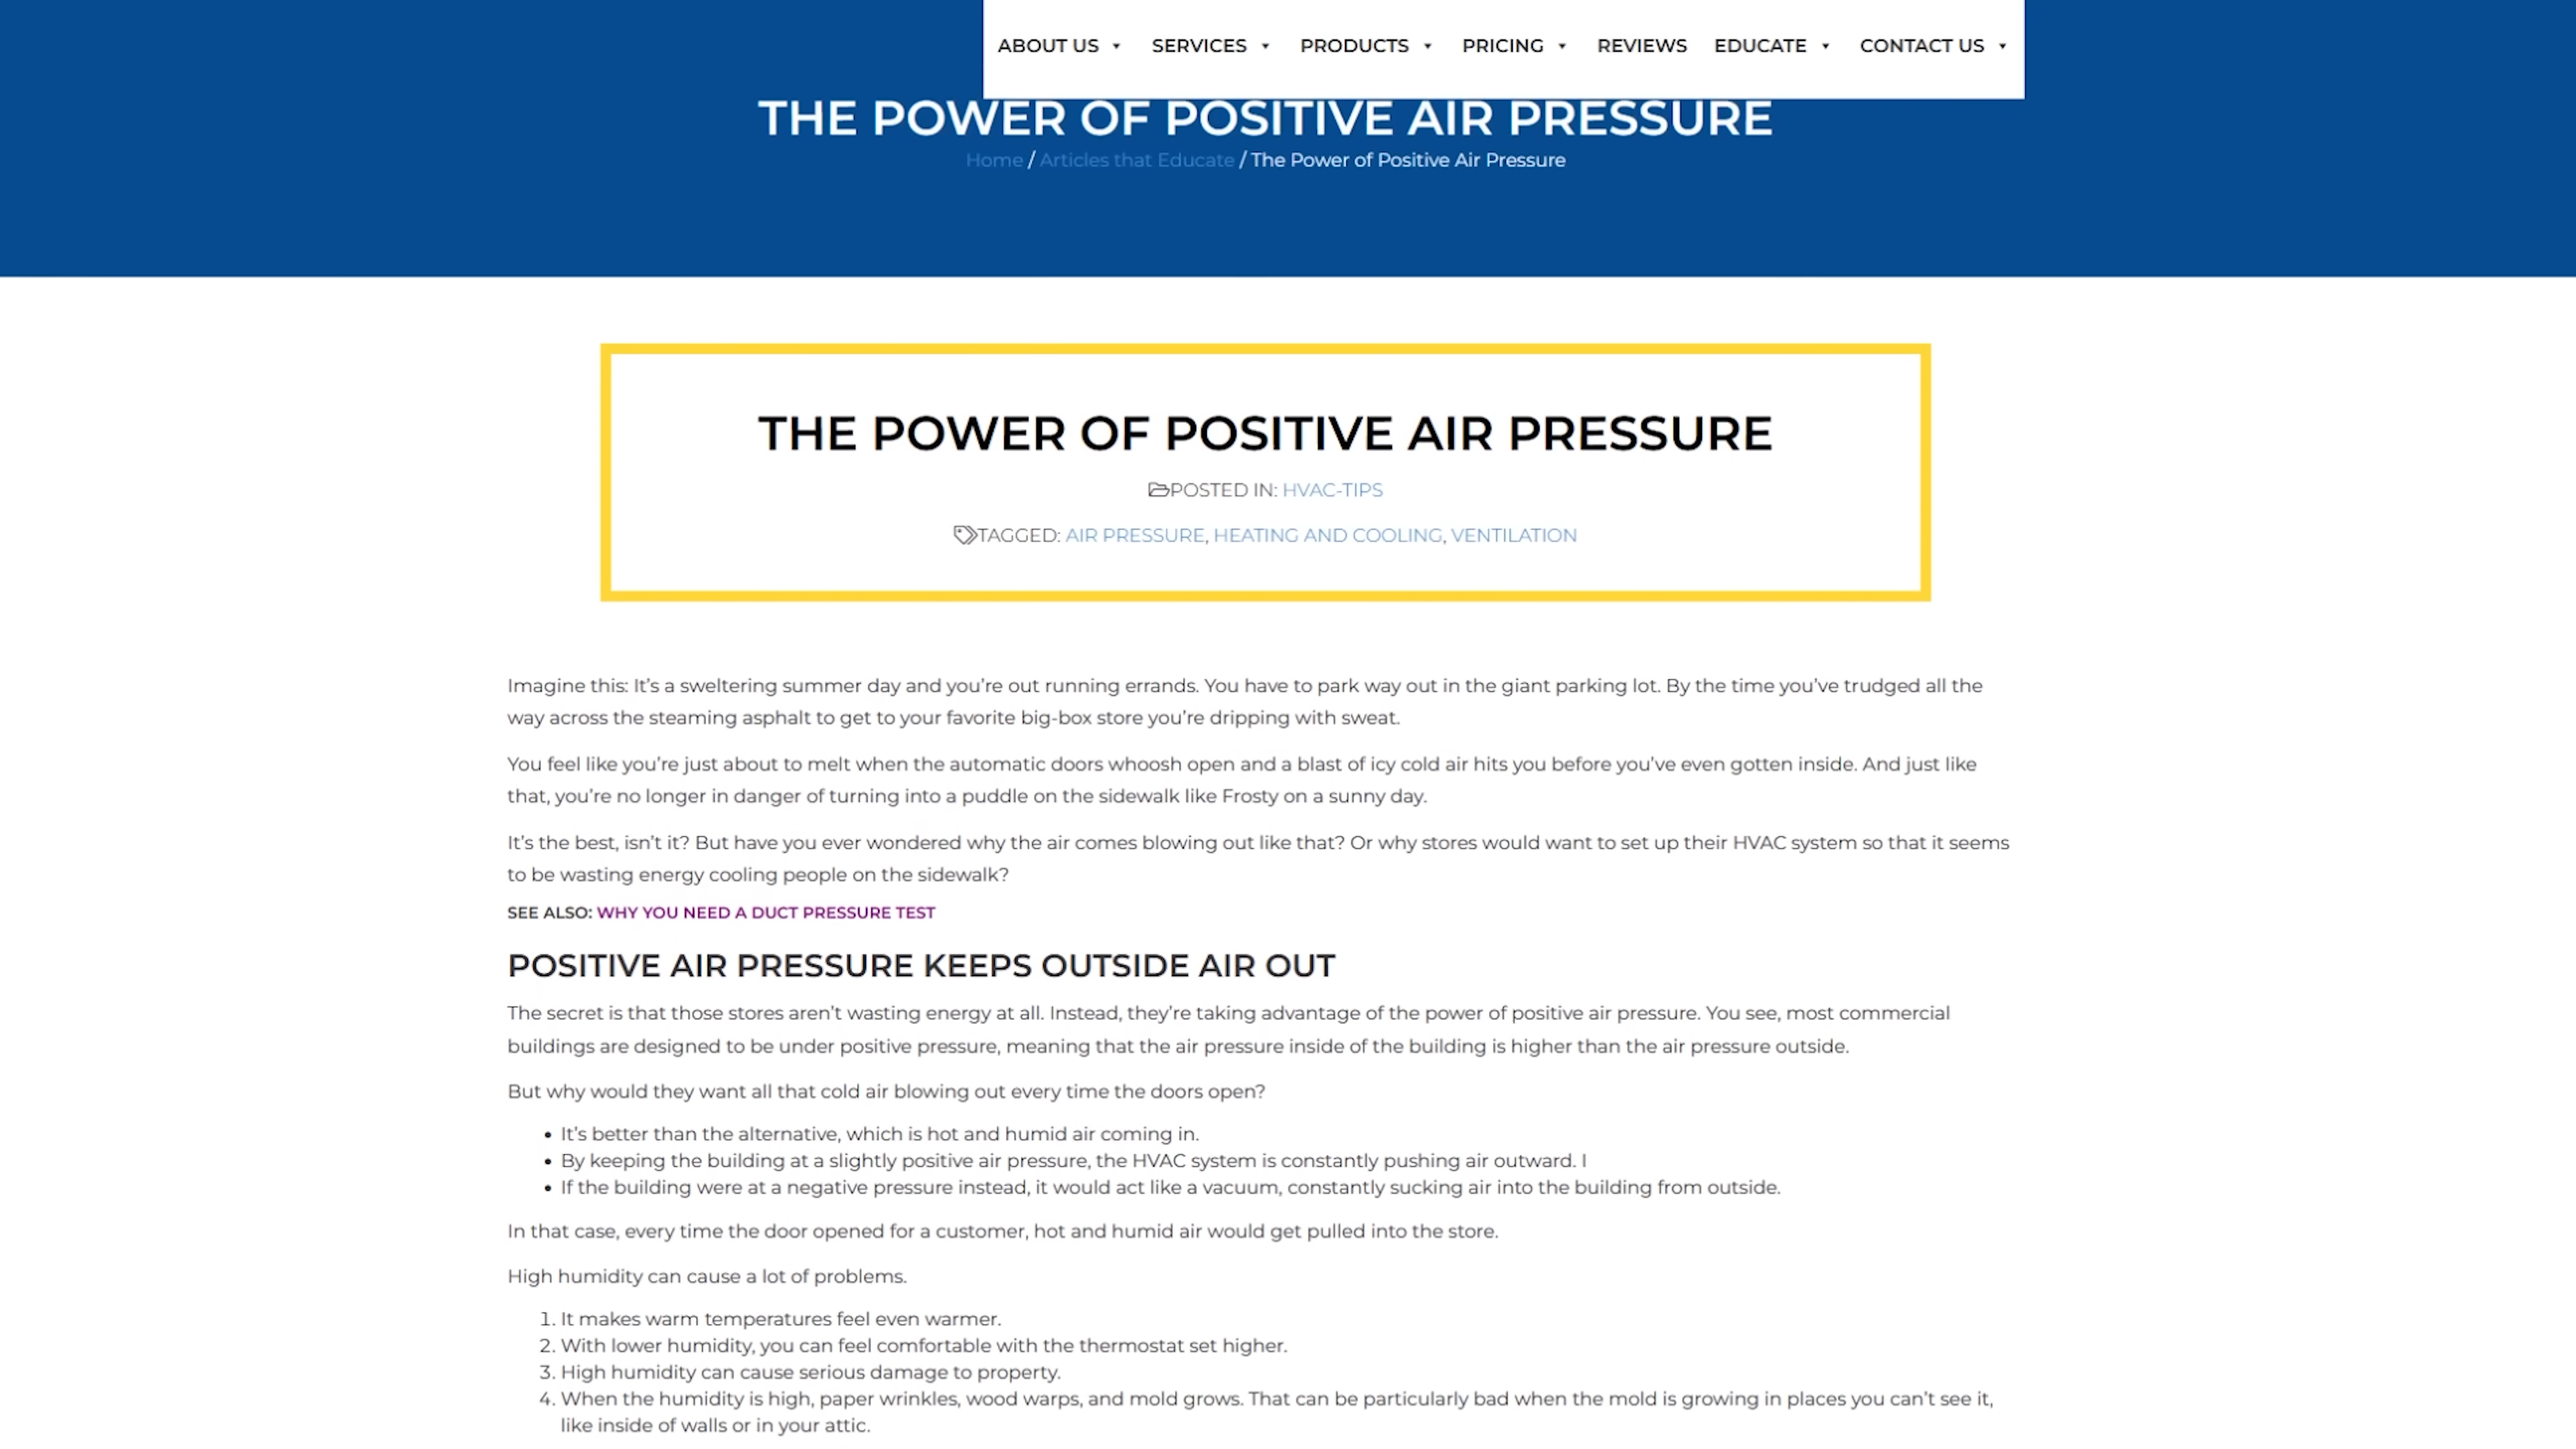 ABOUT US SERVICES PRODUCTS PRICING REVIEWS EDUCATE CONTACT US
THE POWER OF POSITIVE AIR PRESSURE
Home / Articles that Educate / The Power of Positive Air Pressure
THE POWER OF POSITIVE AIR PRESSURE
POSTED IN: HVAC-TIPS
TAGGED: AIR PRESSURE, HEATING AND COOLING, VENTILATION
Imagine this: It’s a sweltering summer day and you’re out running errands. You have to park way out in the giant parking lot. By the time you’ve trudged all the
way across the steaming asphalt to get to your favorite big-box store you’re dripping with sweat.
You feel like you’re just about to melt when the automatic doors whoosh open and a blast of icy cold air hits you before you’ve even gotten inside. And just like
that, you’re no longer in danger of turning into a puddle on the sidewalk like Frosty on a sunny day.
It’s the best, isn’t it? But have you ever wondered why the air comes blowing out like that? Or why stores would want to set up their HVAC system so that it seems
to be wasting energy cooling people on the sidewalk?
SEE ALSO: WHY YOU NEED A DUCT PRESSURE TEST
POSITIVE AIR PRESSURE KEEPS OUTSIDE AIR OUT
The secret is that those stores aren’t wasting energy at all. Instead, they’re taking advantage of the power of positive air pressure. You see, most commercial
buildings are designed to be under positive pressure, meaning that the air pressure inside of the building is higher than the air pressure outside.
But why would they want all that cold air blowing out every time the doors open?
• It’s better than the alternative, which is hot and humid air coming in.
• By keeping the building at a slightly positive air pressure, the HVAC system is constantly pushing air outward. I
• If the building were at a negative pressure instead, it would act like a vacuum, constantly sucking air into the building from outside.
In that case, every time the door opened for a customer, hot and humid air would get pulled into the store.
High humidity can cause a lot of problems.
1. It makes warm temperatures feel even warmer.
2. With lower humidity, you can feel comfortable with the thermostat set higher.
3. High humidity can cause serious damage to property.
4. When the humidity is high, paper wrinkles, wood warps, and mold grows. That can be particularly bad when the mold is growing in places you can’t see it,
like inside of walls or in your attic.